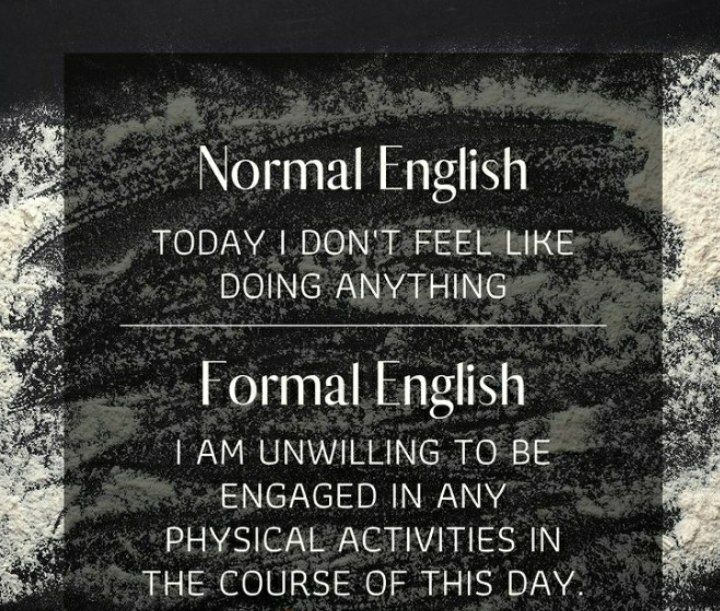 Normal English
TODAY I DON'T FEEL LIKE
DOING ANYTHING
Formal English
I AM UNWILLING TO BE
ENGAGED IN ANY
PHYSICAL ACTIVITIES IN
THE COURSE OF THIS DAY.